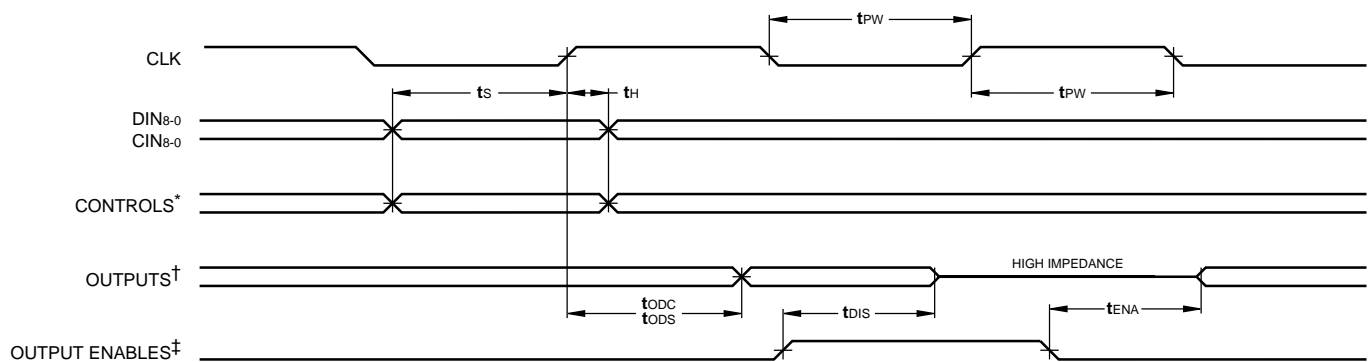 tPW
CLK
tS
tH
tPW
DIN8-0
CIN8-0
CONTROLS*
OUTPUTS†
HIGH IMPEDANCE
tODC
tODS
tDIS
tENA
OUTPUT ENABLES‡